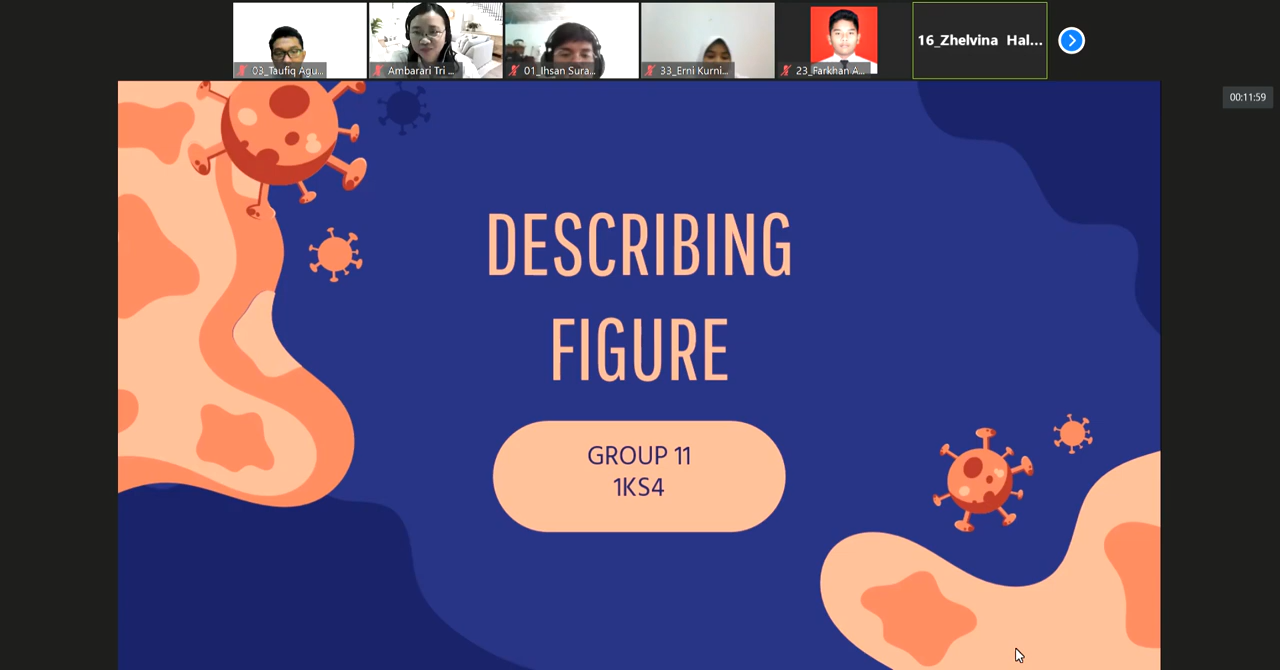 03_Taufiq Agu...
Ambarari Tri ...
01_Ihsan Sura...
33_Erni Kurni...
23_Farkhan A...
16_Zhelvina Hal...
00:11:59
DESCRIBING
FIGURE
GROUP 11
1KS4